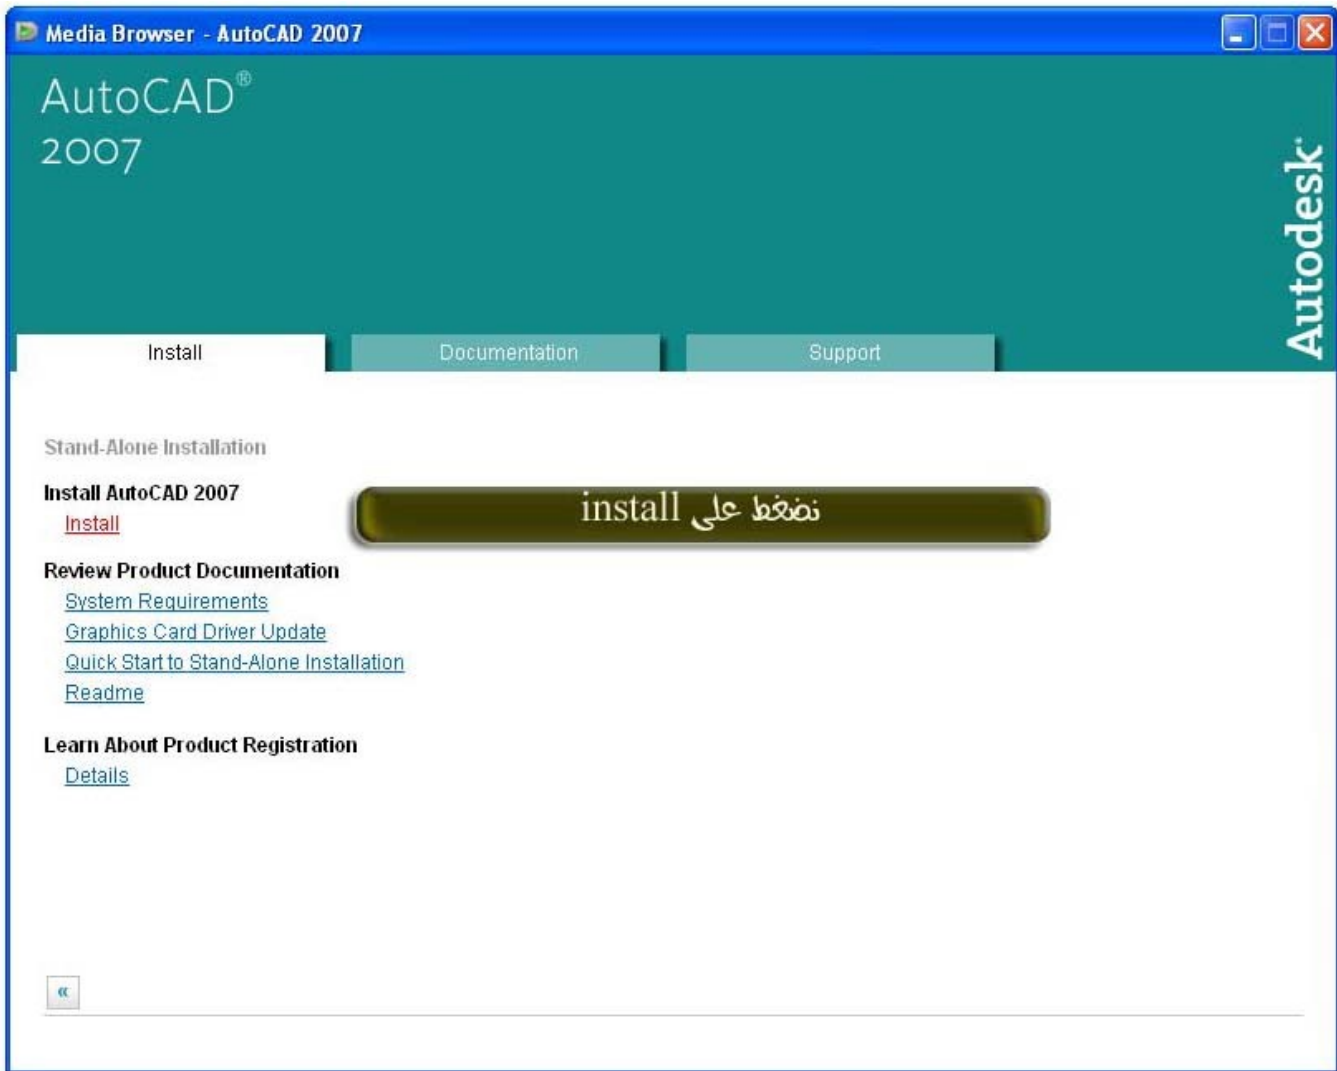 Media Browser - AutoCAD 2007
AutoCAD®
2007
Autodesk®
Install
Documentation
Support
Stand-Alone Installation
Install AutoCAD 2007
Install
نضغط على install
Review Product Documentation
System Requirements
Graphics Card Driver Update
Quick Start to Stand-Alone Installation
Readme
Learn About Product Registration
Details
«